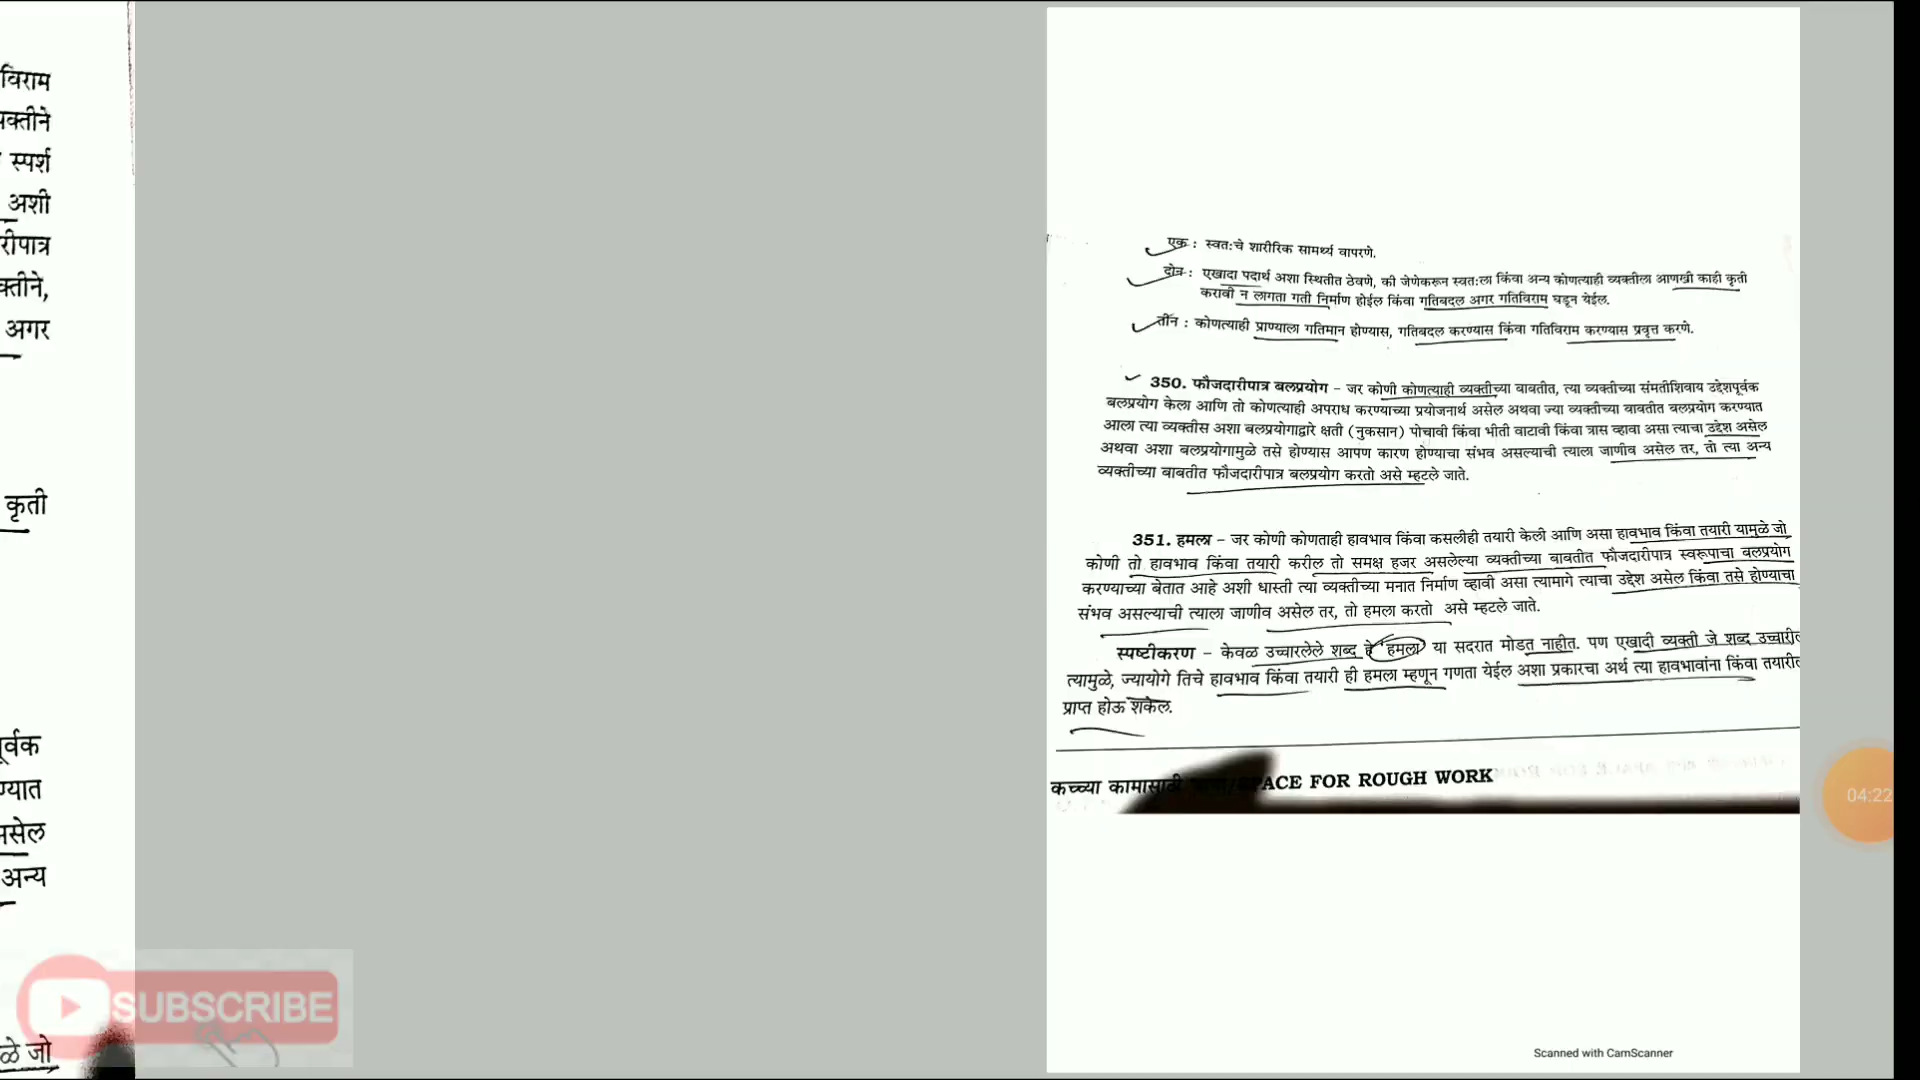 विराम
स्पर्श
अशी
अगर
कृती
अन्य
जो
एक : स्वतःचे शारीरिक सामर्थ्य वापरणे.
दोन : एखादा पदार्थ अशा स्थितीत ठेवणे, की जेणेकरून स्वतःला किंवा अन्य कोणत्याही व्यक्तीला आणखी काही कृती
करावी न लागता गती निर्माण होईल किंवा गतिबदल अगर गतिविराम घडून येईल.
तीन : कोणत्याही प्राण्याला गतिमान होण्यास, गतिबदल करण्यास किंवा गतिविराम करण्यास प्रवृत्त करणे.
350. फौजदारीपात्र बलप्रयोग – जर कोणी कोणत्याही व्यक्तीच्या बाबतीत, त्या व्यक्तीच्या संमतीशिवाय उद्देशपूर्वक
बलप्रयोग केला आणि तो कोणत्याही अपराध करण्याच्या प्रयोजनार्थ असेल अथवा ज्या व्यक्तीच्या बाबतीत बलप्रयोग करण्यात
आला त्या व्यक्तीस अशा बलप्रयोगाद्वारे क्षती (नुकसान) पोचावी किंवा भीती वाटावी किंवा त्रास व्हावा असा त्याचा उद्देश असेल
अथवा अशा बलप्रयोगामुळे तसे होण्यास आपण कारण होण्याचा संभव असल्याची त्याला जाणीव असेल तर, तो त्या अन्य
व्यक्तीच्या बाबतीत फौजदारीपात्र बलप्रयोग करतो असे म्हटले जाते.
351. हमला – जर कोणी कोणताही हावभाव किंवा कसलीही तयारी केली आणि असा हावभाव किंवा तयारी यामुळे जो
कोणी तो हावभाव किंवा तयारी करील तो समक्ष हजर असलेल्या व्यक्तीच्या बाबतीत फौजदारीपात्र स्वरूपाचा बलप्रयोग
करण्याच्या बेतात आहे अशी धास्ती त्या व्यक्तीच्या मनात निर्माण व्हावी असा त्यामागे त्याचा उद्देश असेल किंवा तसे होण्याचा
संभव असल्याची त्याला जाणीव असेल तर, तो हमला करतो असे म्हटले जाते.
स्पष्टीकरण – केवळ उच्चारलेले शब्द हे 'हमला' या सदरात मोडत नाहीत. पण एखादी व्यक्ती जे शब्द उच्चारील
त्यामुळे, ज्यायोगे तिचे हावभाव किंवा तयारी ही हमला म्हणून गणता येईल अशा प्रकारचा अर्थ त्या हावभावांना किंवा तयारील
प्राप्त होऊ शकेल.
कच्च्या कामासाठी /SPACE FOR ROUGH WORK
04:22
SUBSCRIBE
Scanned with CamScanner